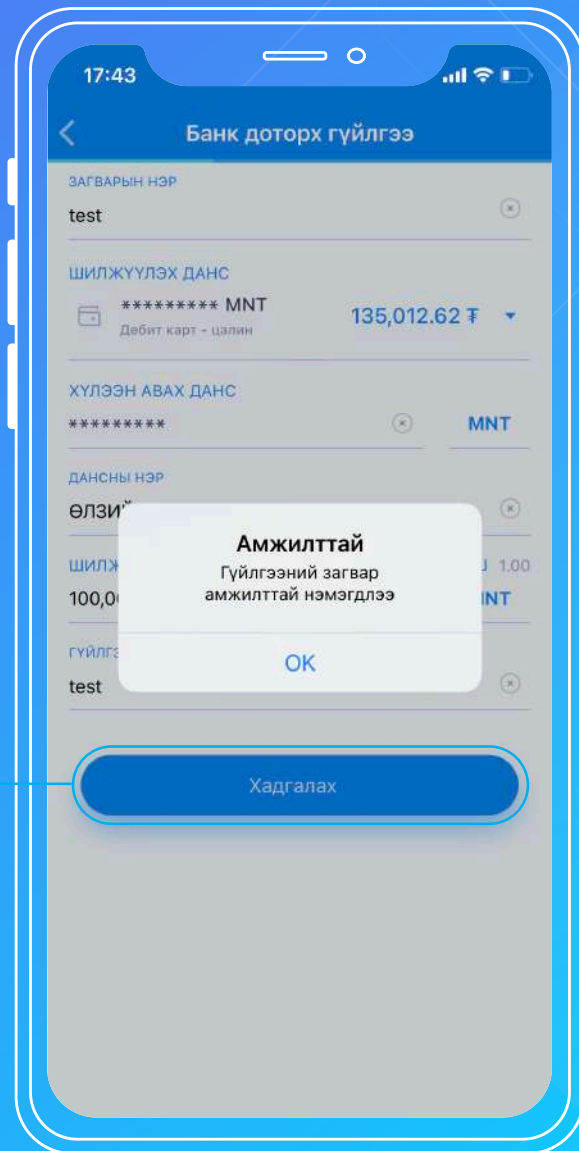 17:43
Банк доторх гүйлгээ
ЗАГВАРЫН НЭР
test
ШИЛЖҮҮЛЭХ ДАНС
********* MNT
135,012.62 ₮
Дебит карт - цалин
ХҮЛЭЭН АВАХ ДАНС
*********
MNT
ДАНСНЫ НЭР
Амжилттай
Гүйлгээний загвар
амжилттай нэмэгдлээ
1.00
OK
test
Хадгалах